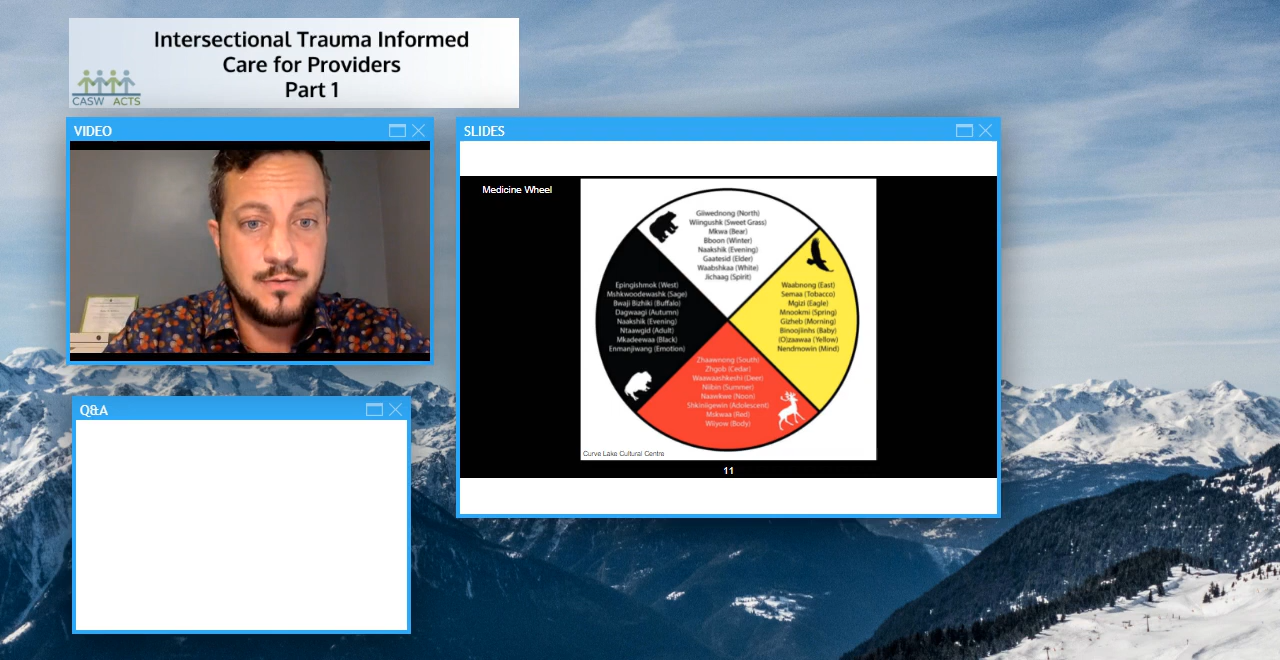 Intersectional Trauma Informed
Care for Providers
Part 1
CASW ACTS
VIDEO
SLIDES
Medicine Wheel
Giiwednong (North)
Wiingushk (Sweet Grass)
Mkwa (Bear)
Bboon (Winter)
Naakshik (Evening)
Gaatesid (Elder)
Waabshkaa (White)
Jichaag (Spirit)
Epingishmok (West)
Mshkwoodewashk (Sage)
Bwaji Bizhiki (Buffalo)
Dagwaagi (Autumn)
Naakshik (Evening)
Ntaawgid (Adult)
Mkadeewaa (Black)
Enmanjiwang (Emotion)
Waabnong (East)
Semaa (Tobacco)
Mgizi (Eagle)
Mnookmi (Spring)
Gizheb (Morning)
Binoojiinhs (Baby)
(O)zaawaa (Yellow)
Nendmowin (Mind)
Zhaawnong (South)
Zhgob (Cedar)
Waawaashkeshi (Deer)
Niibin (Summer)
Naawkwe (Noon)
Shkiniigewin (Adolescent)
Miskwaa (Red)
Wiiyow (Body)
Curve Lake Cultural Centre
11
Q&A